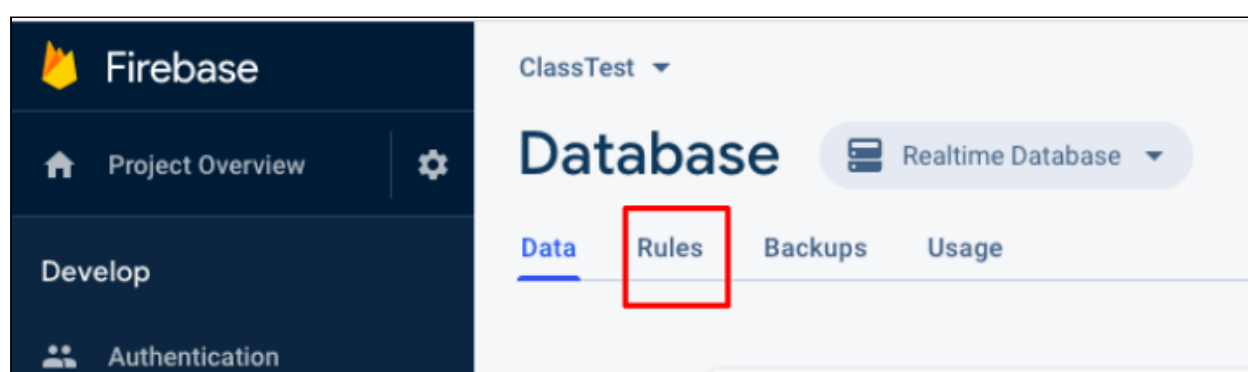 Firebase
Project Overview
Develop
Authentication
ClassTest
Database
Realtime Database
Data Rules Backups Usage